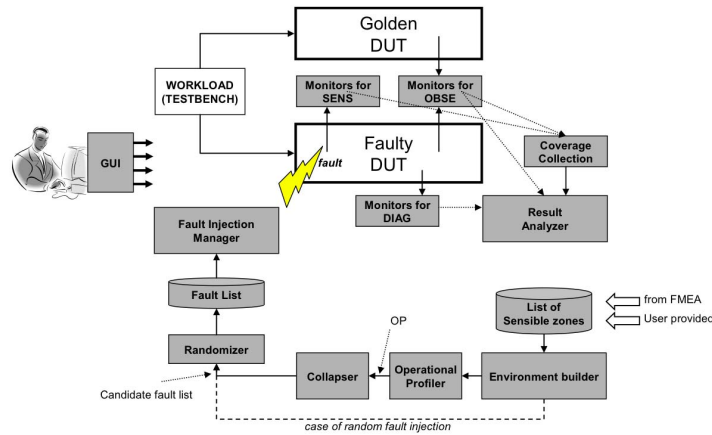 Golden
DUT
WORKLOAD
(TESTBENCH)
Monitors for
SENS
Monitors for
OBSE
GUI
fault
Faulty
DUT
Coverage
Collection
Monitors for
DIAG
Result
Analyzer
Fault Injection
Manager
Fault List
List of
Sensible zones
from FMEA
User provided
OP
Randomizer
Collapser
Operational
Profiler
Environment builder
Candidate fault list
case of random fault injection